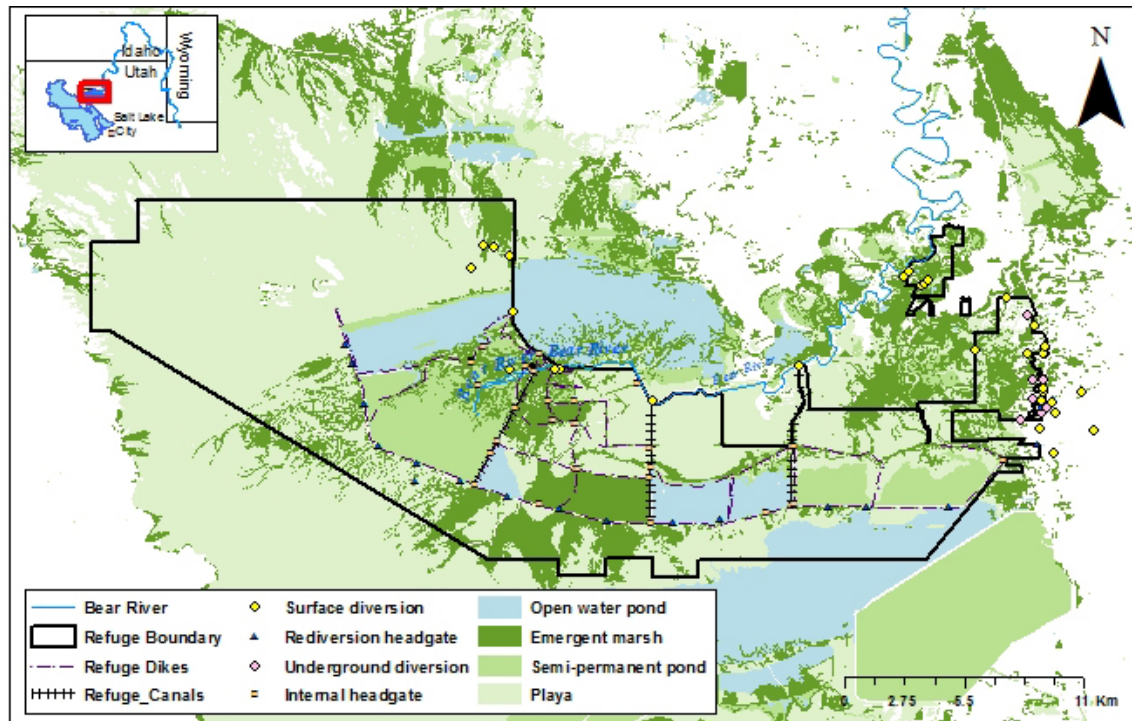 Idaho
Utah
Wyoming
Salt Lake
City
N
Bear River
Bear River
Bear River
Bear River
Refuge Boundary
Refuge Dikes
Refuge_Canals
Surface diversion
Rediversion headgate
Underground diversion
Internal headgate
Open water pond
Emergent marsh
Semi-permanent pond
Playa
0 2.75 5.5 11 Km